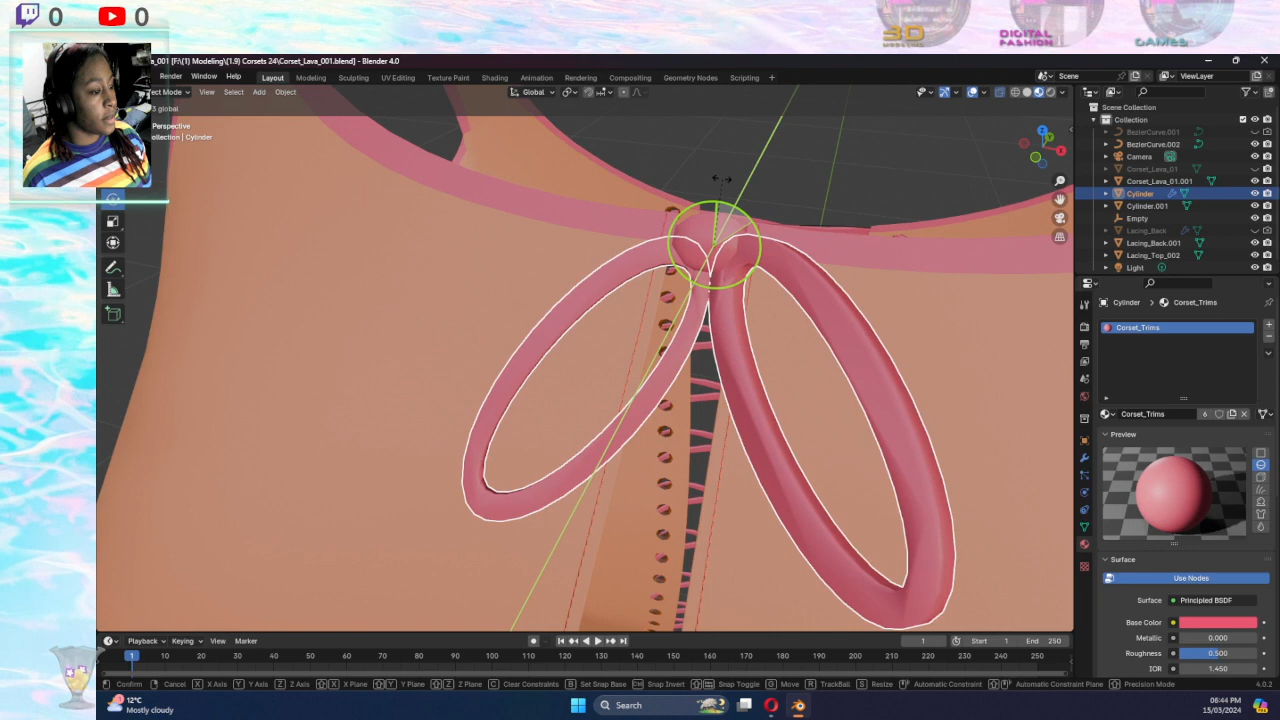 0 0
3D
DIGITAL
FASHION
GAMES
_001 [F:\(1) Modeling\(1.9) Corsets 24\Corset_Lava_001.blend] - Blender 4.0
Render Window Help Layout Modeling Sculpting UV Editing Texture Paint Shading Animation Rendering Compositing Geometry Nodes Scripting + Scene ViewLayer
ect Mode View Select Add Object Global
3 global
Perspective
ollection | Cylinder
Scene Collection
Collection
BezierCurve.001
BezierCurve.002
Camera
Corset_Lava_01
Corset_Lava_01.001
Cylinder
Cylinder.001
Empty
Lacing_Back
Lacing_Back.001
Lacing_Top_002
Light
Cylinder > Corset_Trims
Corset_Trims
Corset_Trims 6
Preview
Surface
Use Nodes
Surface: Principled BSDF
Base Color
Metallic 0.000
Roughness 0.500
IOR 1.450
Playback Keying View Marker 1 Start 1 End 250
1 10 20 30 40 50 60 70 80 90 100 110 120 130 140 150 160 170 180 190 200 210 220 230 240 250
Confirm Cancel X X Axis Y Y Axis Z Z Axis X X Plane Y Y Plane Z Z Plane C Clear Constraints B Set Snap Base Snap Invert Snap Toggle G Move R TrackBall S Resize Automatic Constraint Automatic Constraint Plane Precision Mode 4.0.2
1
12°C
Mostly cloudy
Search
06:44 PM
15/03/2024